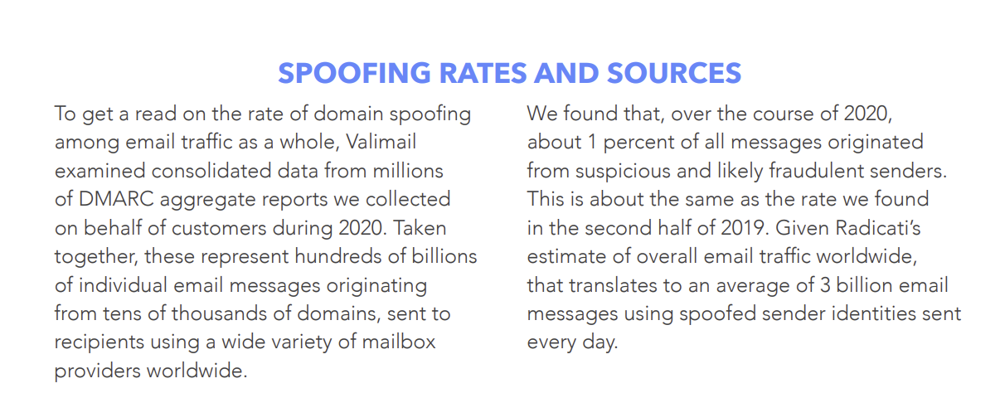 SPOOFING RATES AND SOURCES
To get a read on the rate of domain spoofing
among email traffic as a whole, Valimail
examined consolidated data from millions
of DMARC aggregate reports we collected
on behalf of customers during 2020. Taken
together, these represent hundreds of billions
of individual email messages originating
from tens of thousands of domains, sent to
recipients using a wide variety of mailbox
providers worldwide.
We found that, over the course of 2020,
about 1 percent of all messages originated
from suspicious and likely fraudulent senders.
This is about the same as the rate we found
in the second half of 2019. Given Radicati’s
estimate of overall email traffic worldwide,
that translates to an average of 3 billion email
messages using spoofed sender identities sent
every day.